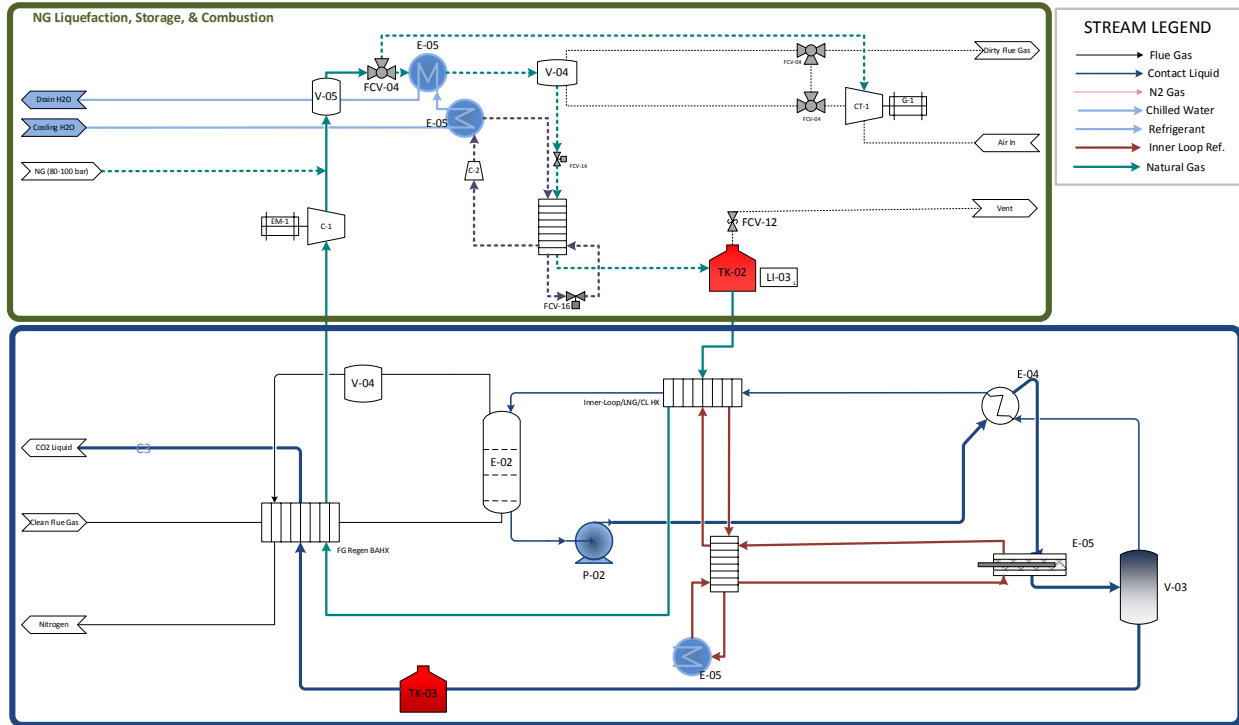 NG Liquefaction, Storage, & Combustion
E-05
FCV-04
V-05
V-04
FCV-04
Dirty Flue Gas
Drain H2O
Cooling H2O
E-05
FCV-04
CT-1
G-1
Air In
NG (80-100 bar)
C-2
FCV-14
EM-1
C-1
FCV-12
Vent
TK-02
LI-03
L
FCV-16
STREAM LEGEND
Flue Gas
Contact Liquid
N2 Gas
Chilled Water
Refrigerant
Inner Loop Ref.
Natural Gas
V-04
E-04
Inner-Loop/LNG/CL HX
CO2 Liquid
C3
E-02
Clean Flue Gas
FG Regen BAHX
P-02
E-05
V-03
Nitrogen
E-05
TK-03